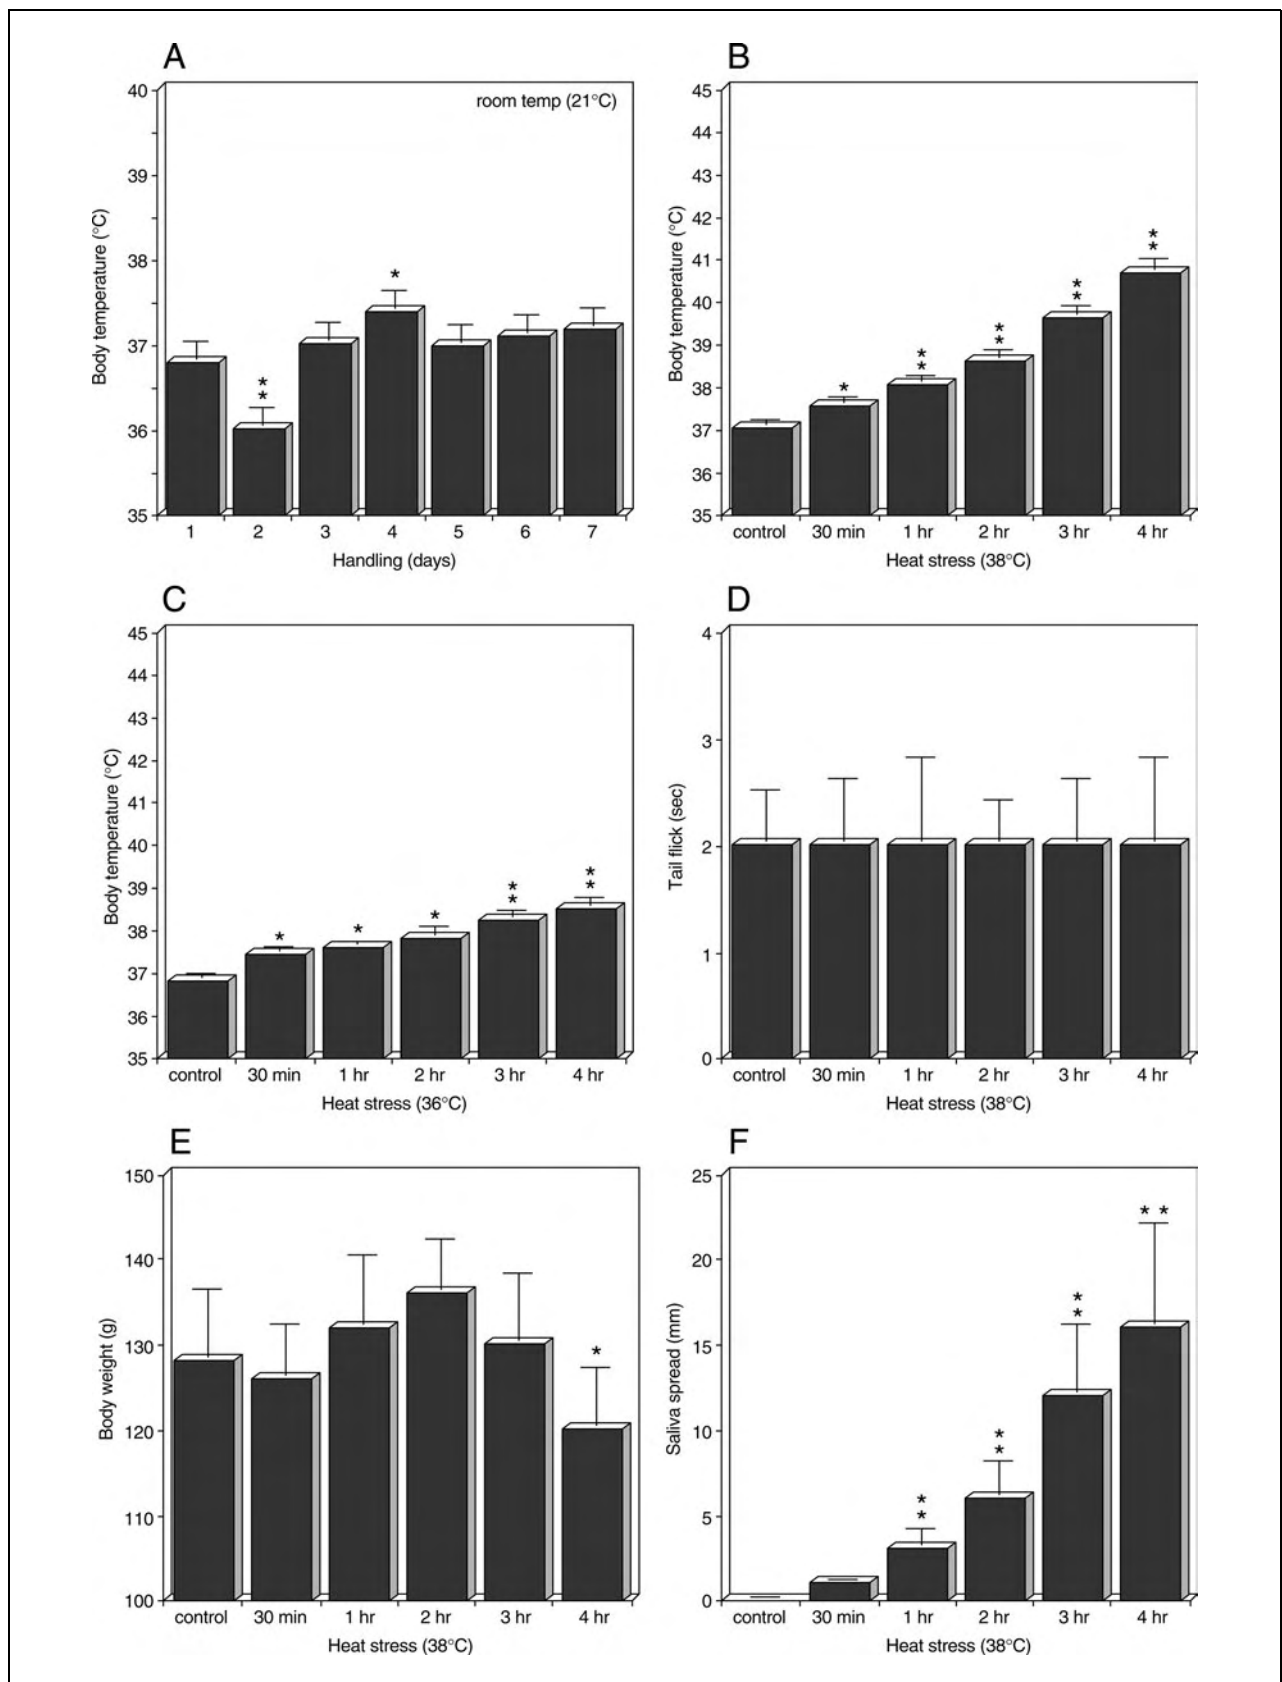 A
room temp (21°C)
Body temperature (°C)
40
39
38
37
36
35
*
*
*
*
1 2 3 4 5 6 7
Handling (days)
B
Body temperature (°C)
45
44
43
42
41
40
39
38
37
36
35
*
*
*
*
*
*
*
*
*
control 30 min 1 hr 2 hr 3 hr 4 hr
Heat stress (38°C)
C
Body temperature (°C)
45
44
43
42
41
40
39
38
37
36
35
*
*
*
*
*
*
*
control 30 min 1 hr 2 hr 3 hr 4 hr
Heat stress (36°C)
D
Tail flick (sec)
4
3
2
1
0
control 30 min 1 hr 2 hr 3 hr 4 hr
Heat stress (38°C)
E
Body weight (g)
150
140
130
120
110
100
*
control 30 min 1 hr 2 hr 3 hr 4 hr
Heat stress (38°C)
F
Saliva spread (mm)
25
20
15
10
5
0
*
*
*
*
*
*
* *
control 30 min 1 hr 2 hr 3 hr 4 hr
Heat stress (38°C)